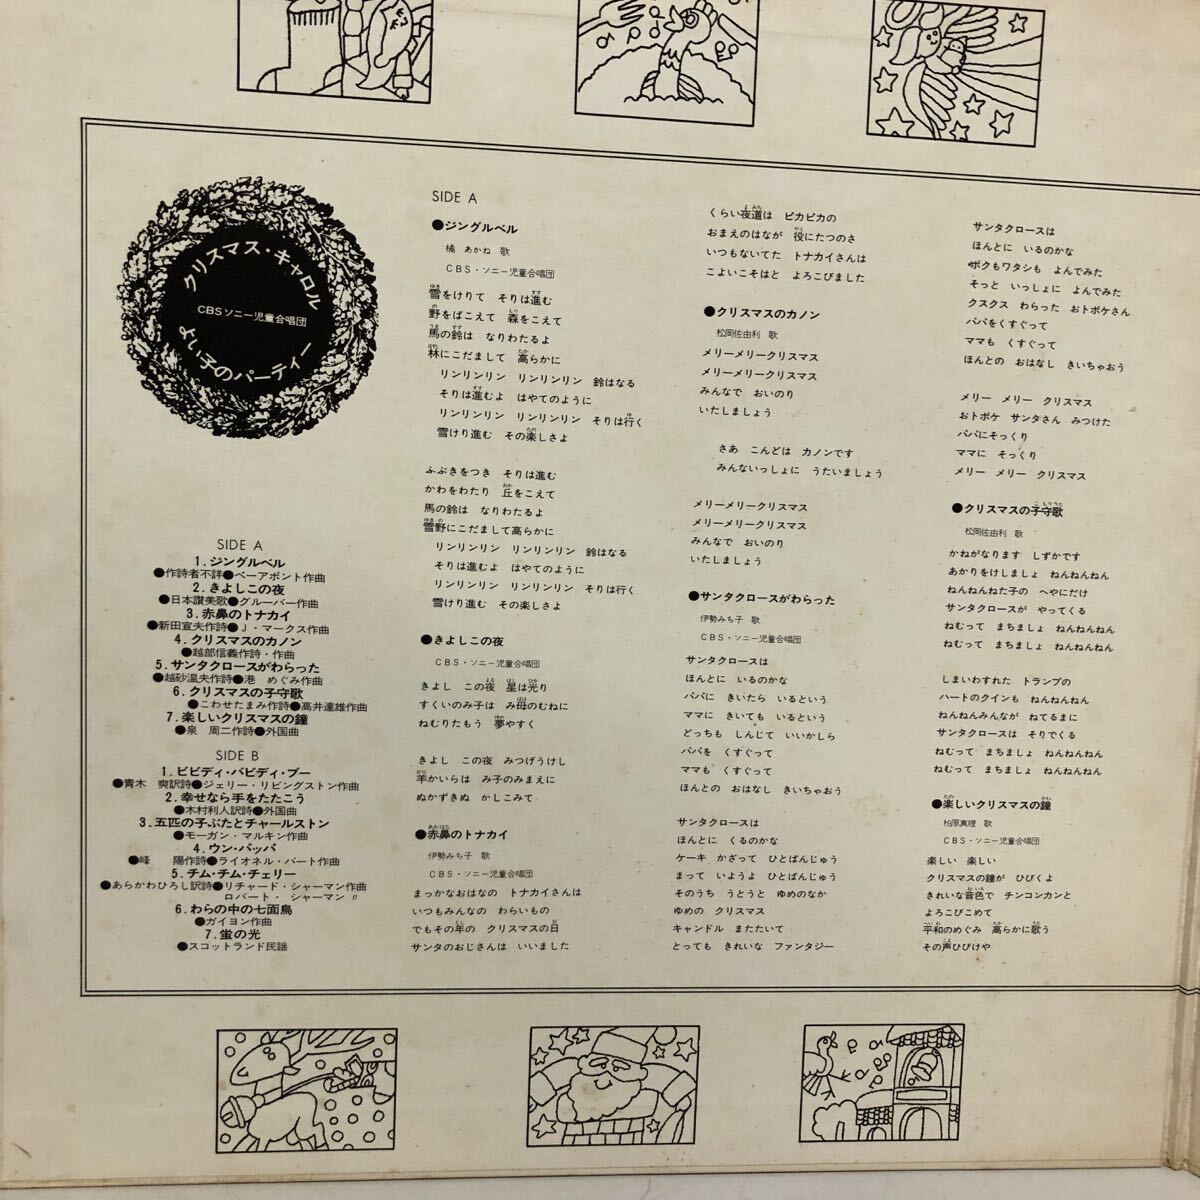 クリスマス・キャロル
CBSソニー児童合唱団
よい子のパーティー
SIDE A
1.ジングルベル
●作詩者不詳●ペーアポント作曲
2.きよしこの夜
●日本讃美歌●グルーバー作曲
3.赤鼻のトナカイ
●新田宣夫作詩●J・マークス作曲
4.クリスマスのカノン
●越部信義作詩・作曲
5.サンタクロースがわらった
●越砂温夫作詩●港 めぐみ作曲
6.クリスマスの子守歌
●こわせたまみ作詩●高井達雄作曲
7.楽しいクリスマスの鐘
●泉 周二作詩●外国曲
SIDE B
1.ビビディ・バビディ・ブー
●青木 爽訳詩●ジェリー・リビングストン作曲
2.幸せなら手をたたこう
●木村利人訳詩●外国曲
3.五匹の子ぶたとチャールストン
●モーガン・マルキン作曲
4.ウン・パッパ
●峰 陽作詩●ライオネル・バート作曲
5.チム・チム・チェリー
●あらかわひろし訳詩●リチャード・シャーマン作曲
ロバート・シャーマン 〃
6.わらの中の七面鳥
●ガイヨン作曲
7.蛍の光
●スコットランド民謡
SIDE A
●ジングルベル
橘 あかね 歌
CBS・ソニー児童合唱団
雪をけりて そりは進む
野をばこえて 森をこえて
馬の鈴は なりわたるよ
林にこだまして 高らかに
リンリンリン リンリンリン 鈴はなる
そりは進むよ はやてのように
リンリンリン リンリンリン そりは行く
雪けり進む その楽しさよ
ふぶきをつき そりは進む
かわをわたり 丘をこえて
馬の鈴は なりわたるよ
雪野にこだまして高らかに
リンリンリン リンリンリン 鈴はなる
そりは進むよ はやてのように
リンリンリン リンリンリン そりは行く
雪けり進む その楽しさよ
●きよしこの夜
CBS・ソニー児童合唱団
きよし この夜 星は光り
すくいのみ子は み母のむねに
ねむりたもう 夢やすく
きよし この夜 みつげうけし
羊かいらは み子のみまえに
ぬかずきぬ かしこみて
●赤鼻のトナカイ
伊勢みち子 歌
CBS・ソニー児童合唱団
まっかなおはなの トナカイさんは
いつもみんなの わらいもの
でもその年の クリスマスの日
サンタのおじさんは いいました
くらい夜道は ピカピカの
おまえのはなが 役にたつのさ
いつもないてた トナカイさんは
こよいこそはと よろこびました
●クリスマスのカノン
松岡佐由利 歌
メリーメリークリスマス
メリーメリークリスマス
みんなで おいのり
いたしましょう
さあ こんどは カノンです
みんないっしょに うたいましょう
メリーメリークリスマス
メリーメリークリスマス
みんなで おいのり
いたしましょう
●サンタクロースがわらった
伊勢みち子 歌
CBS・ソニー児童合唱団
サンタクロースは
ほんとに いるのかな
パパに きいたら いるという
ママに きいても いるという
どっちも しんじて いいかしら
パパを くすぐって
ママも くすぐって
ほんとの おはなし きいちゃおう
サンタクロースは
ほんとに くるのかな
ケーキ かざって ひとばんじゅう
まって いようよ ひとばんじゅう
そのうち うとうと ゆめのなか
ゆめの クリスマス
キャンドル またたいて
とっても きれいな ファンタジー
サンタクロースは
ほんとに いるのかな
ボクもワタシも よんでみた
そっと いっしょに よんでみた
クスクス わらった おトボケさん
パパをくすぐって
ママも くすぐって
ほんとの おはなし きいちゃおう
メリー メリー クリスマス
おトボケ サンタさん みつけた
パパにそっくり
ママに そっくり
メリー メリー クリスマス
●クリスマスの子守歌
松岡佐由利 歌
かねがなります しずかです
あかりをけしましょ ねんねんねん
ねんねんねた子の へやにだけ
サンタクロースが やってくる
ねむって まちましょ ねんねんねん
ねむって まちましょ ねんねんねん
しまいわすれた トランプの
ハートのクインも ねんねんねん
ねんねんみんなが ねてるまに
サンタクロースは そりでくる
ねむって まちましょ ねんねんねん
ねむって まちましょ ねんねんねん
●楽しいクリスマスの鐘
柏原真理 歌
CBS・ソニー児童合唱団
楽しい 楽しい
クリスマスの鐘が ひびくよ
きれいな音色で チンコンカンと
よろこびこめて
平和のめぐみ 高らかに歌う
その声ひびけや